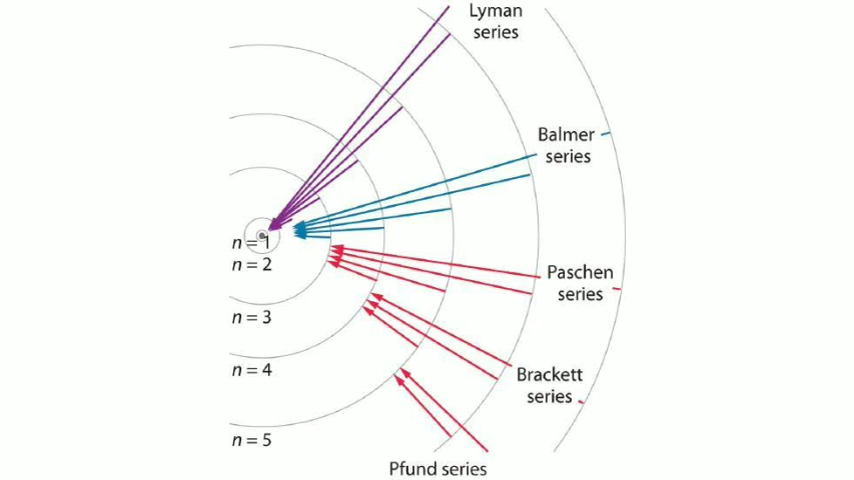 Lyman
series
Balmer
series
n = 1
n = 2
Paschen
series
n = 3
n = 4
Brackett
series
n = 5
Pfund series